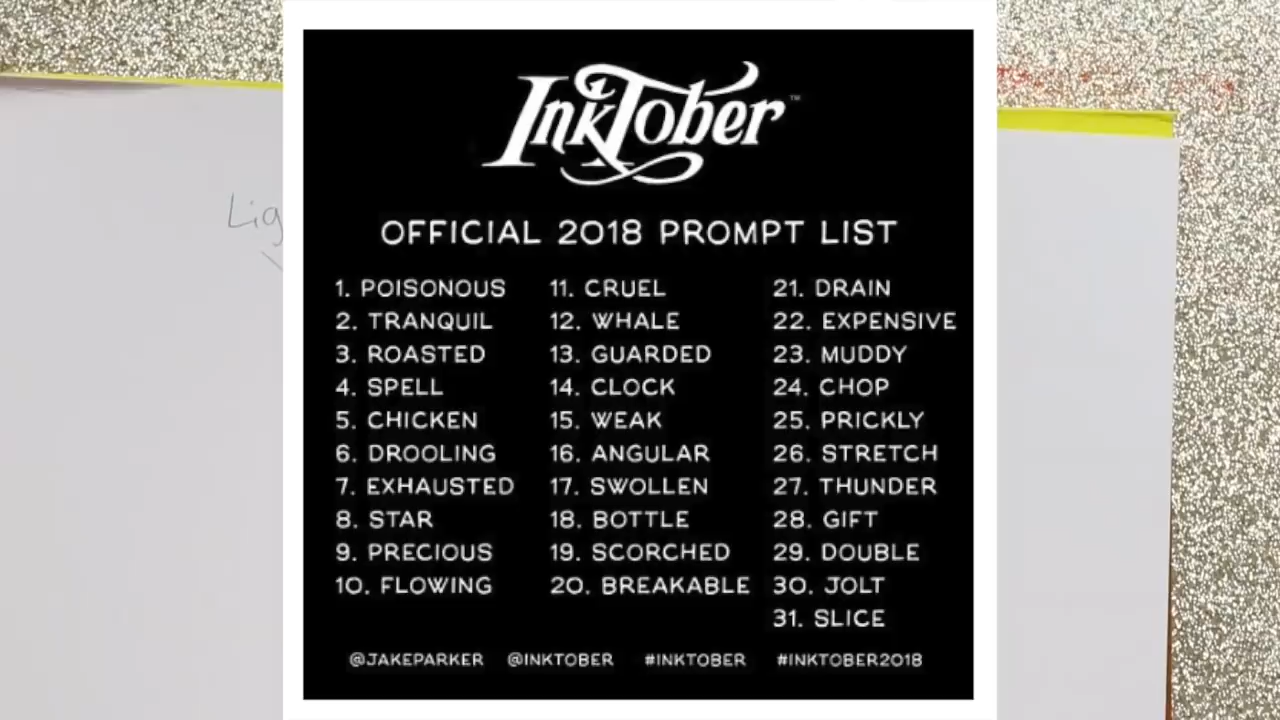 InkTober™
OFFICIAL 2018 PROMPT LIST
1. POISONOUS
2. TRANQUIL
3. ROASTED
4. SPELL
5. CHICKEN
6. DROOLING
7. EXHAUSTED
8. STAR
9. PRECIOUS
10. FLOWING
11. CRUEL
12. WHALE
13. GUARDED
14. CLOCK
15. WEAK
16. ANGULAR
17. SWOLLEN
18. BOTTLE
19. SCORCHED
20. BREAKABLE
21. DRAIN
22. EXPENSIVE
23. MUDDY
24. CHOP
25. PRICKLY
26. STRETCH
27. THUNDER
28. GIFT
29. DOUBLE
30. JOLT
31. SLICE
@JAKEPARKER @INKTOBER #INKTOBER #INKTOBER2018
Lig